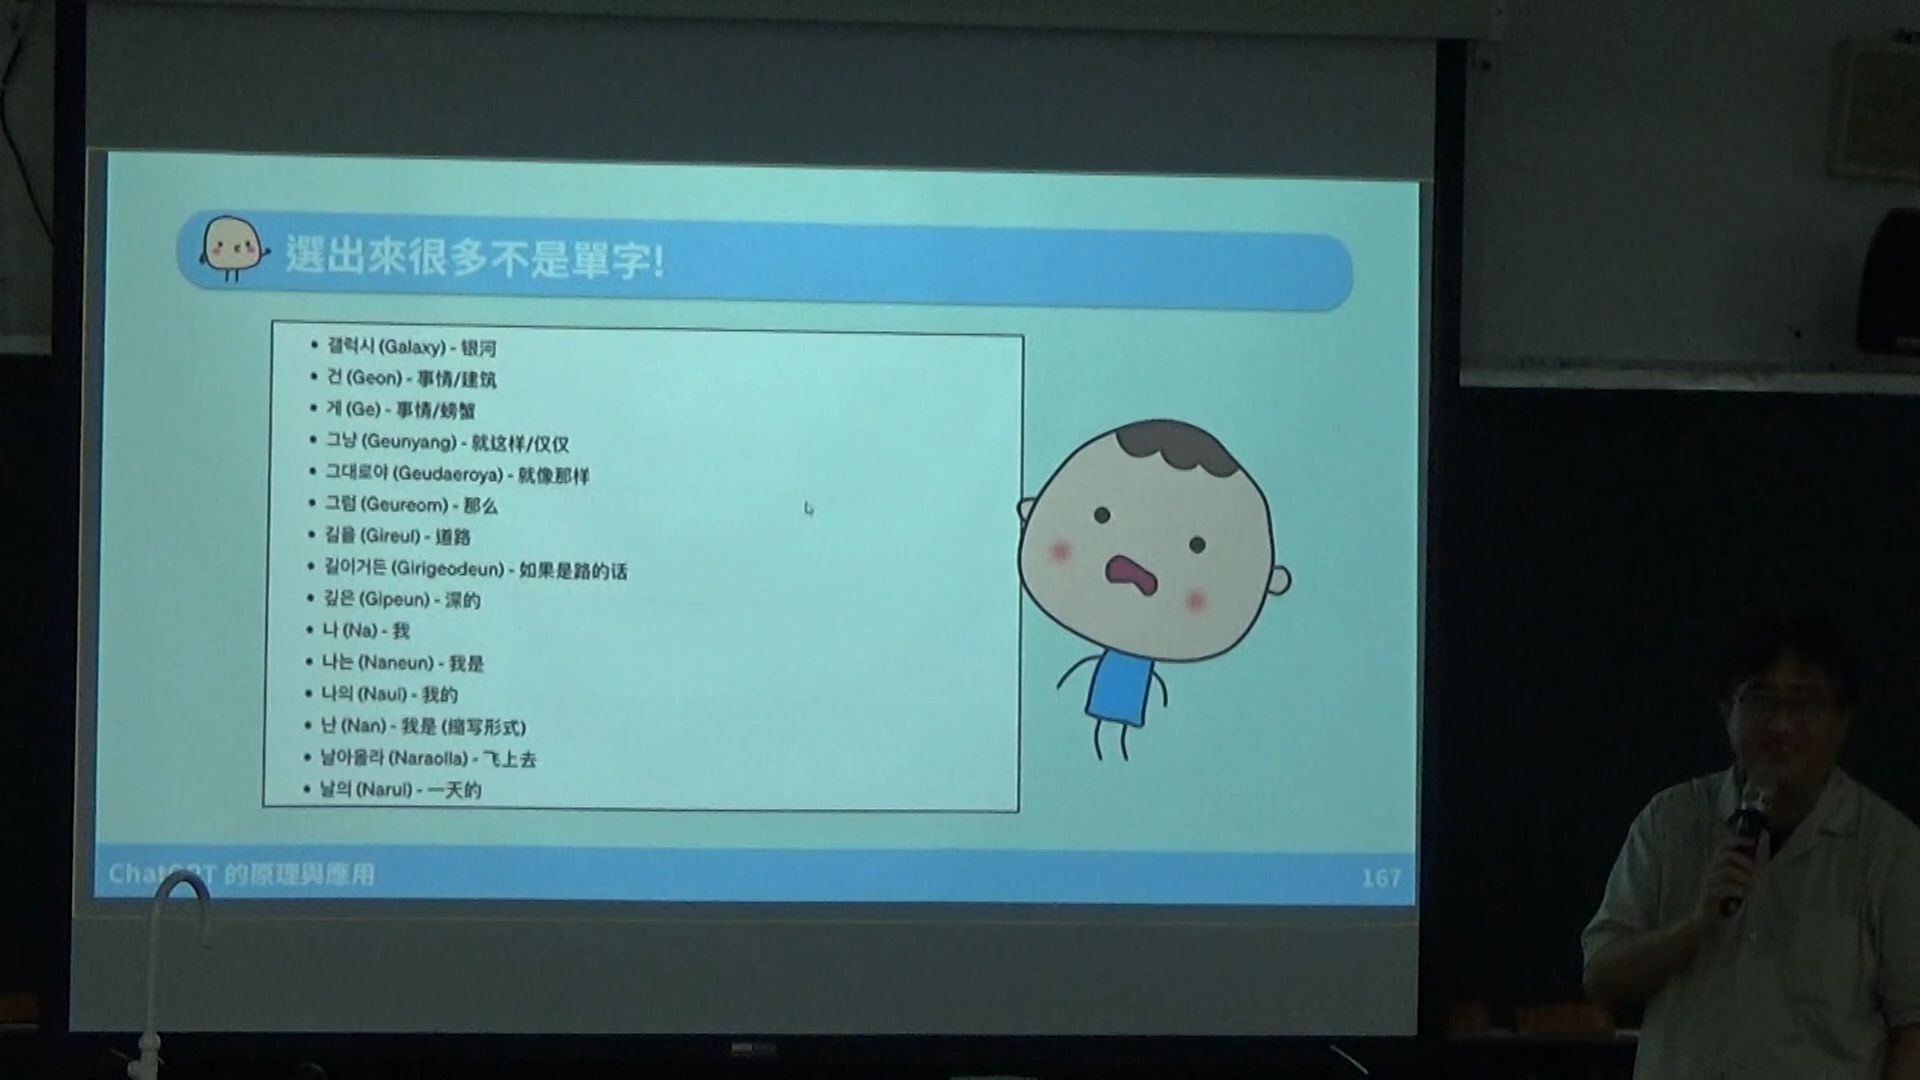 選出來很多不是單字!
• 갤럭시 (Galaxy) - 银河
• 건 (Geon) - 事情/建筑
• 게 (Ge) - 事情/螃蟹
• 그냥 (Geunyang) - 就这样/仅仅
• 그대로야 (Geudaeroya) - 就像那样
• 그럼 (Geureom) - 那么
• 길을 (Gireul) - 道路
• 길이거든 (Girigeodeun) - 如果是路的话
• 깊은 (Gipeun) - 深的
• 나 (Na) - 我
• 나는 (Naneun) - 我是
• 나의 (Naui) - 我的
• 난 (Nan) - 我是 (缩写形式)
• 날아올라 (Naraolla) - 飞上去
• 날의 (Narui) - 一天的
ChatGPT 的原理與應用
167